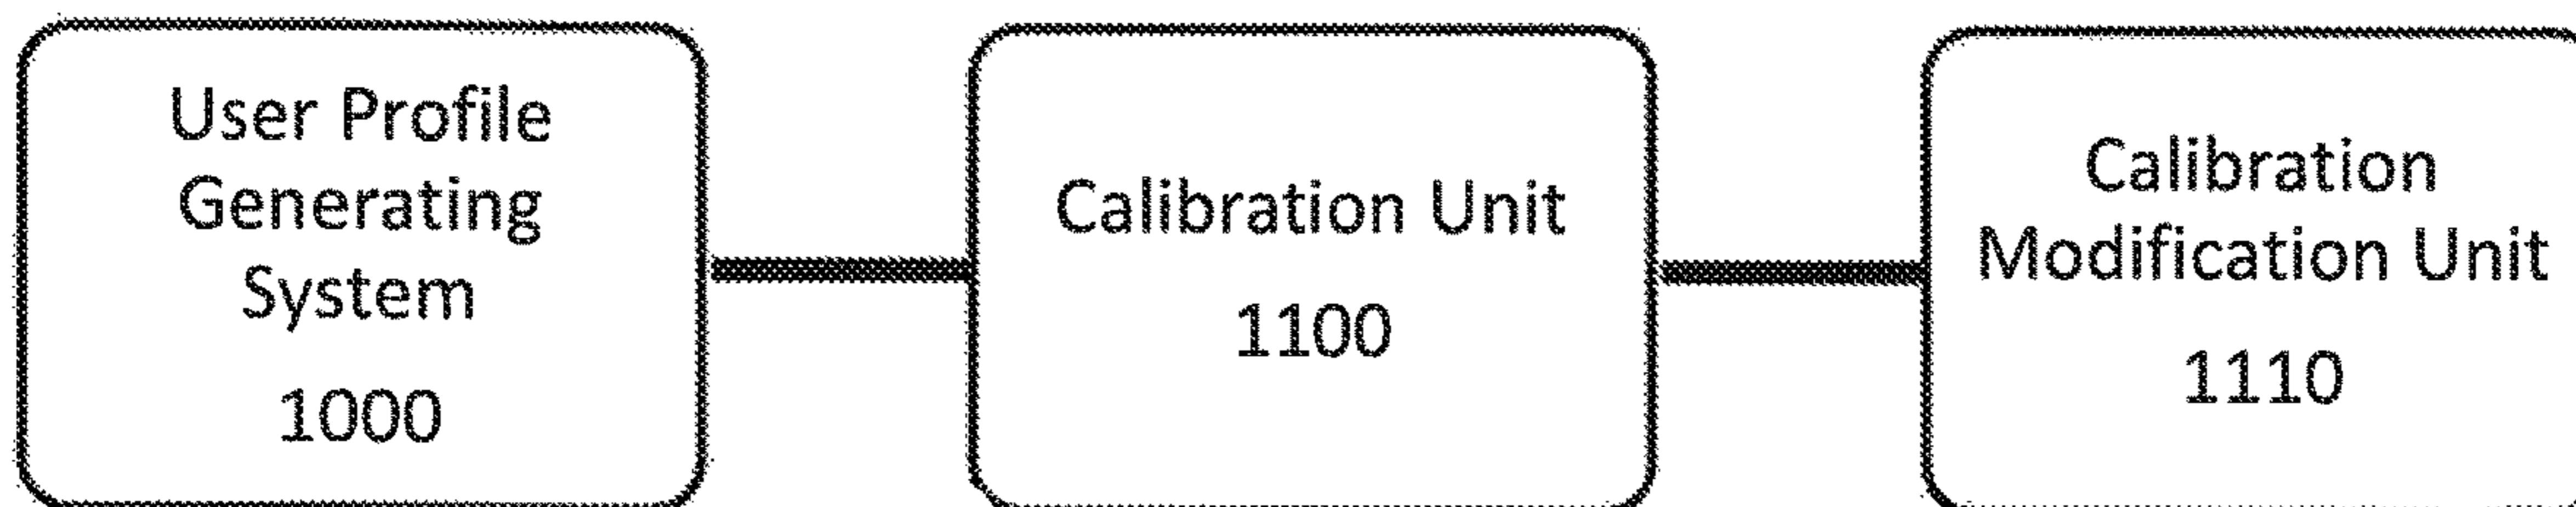 User Profile
Generating
System
1000
Calibration Unit
1100
Calibration
Modification Unit
1110